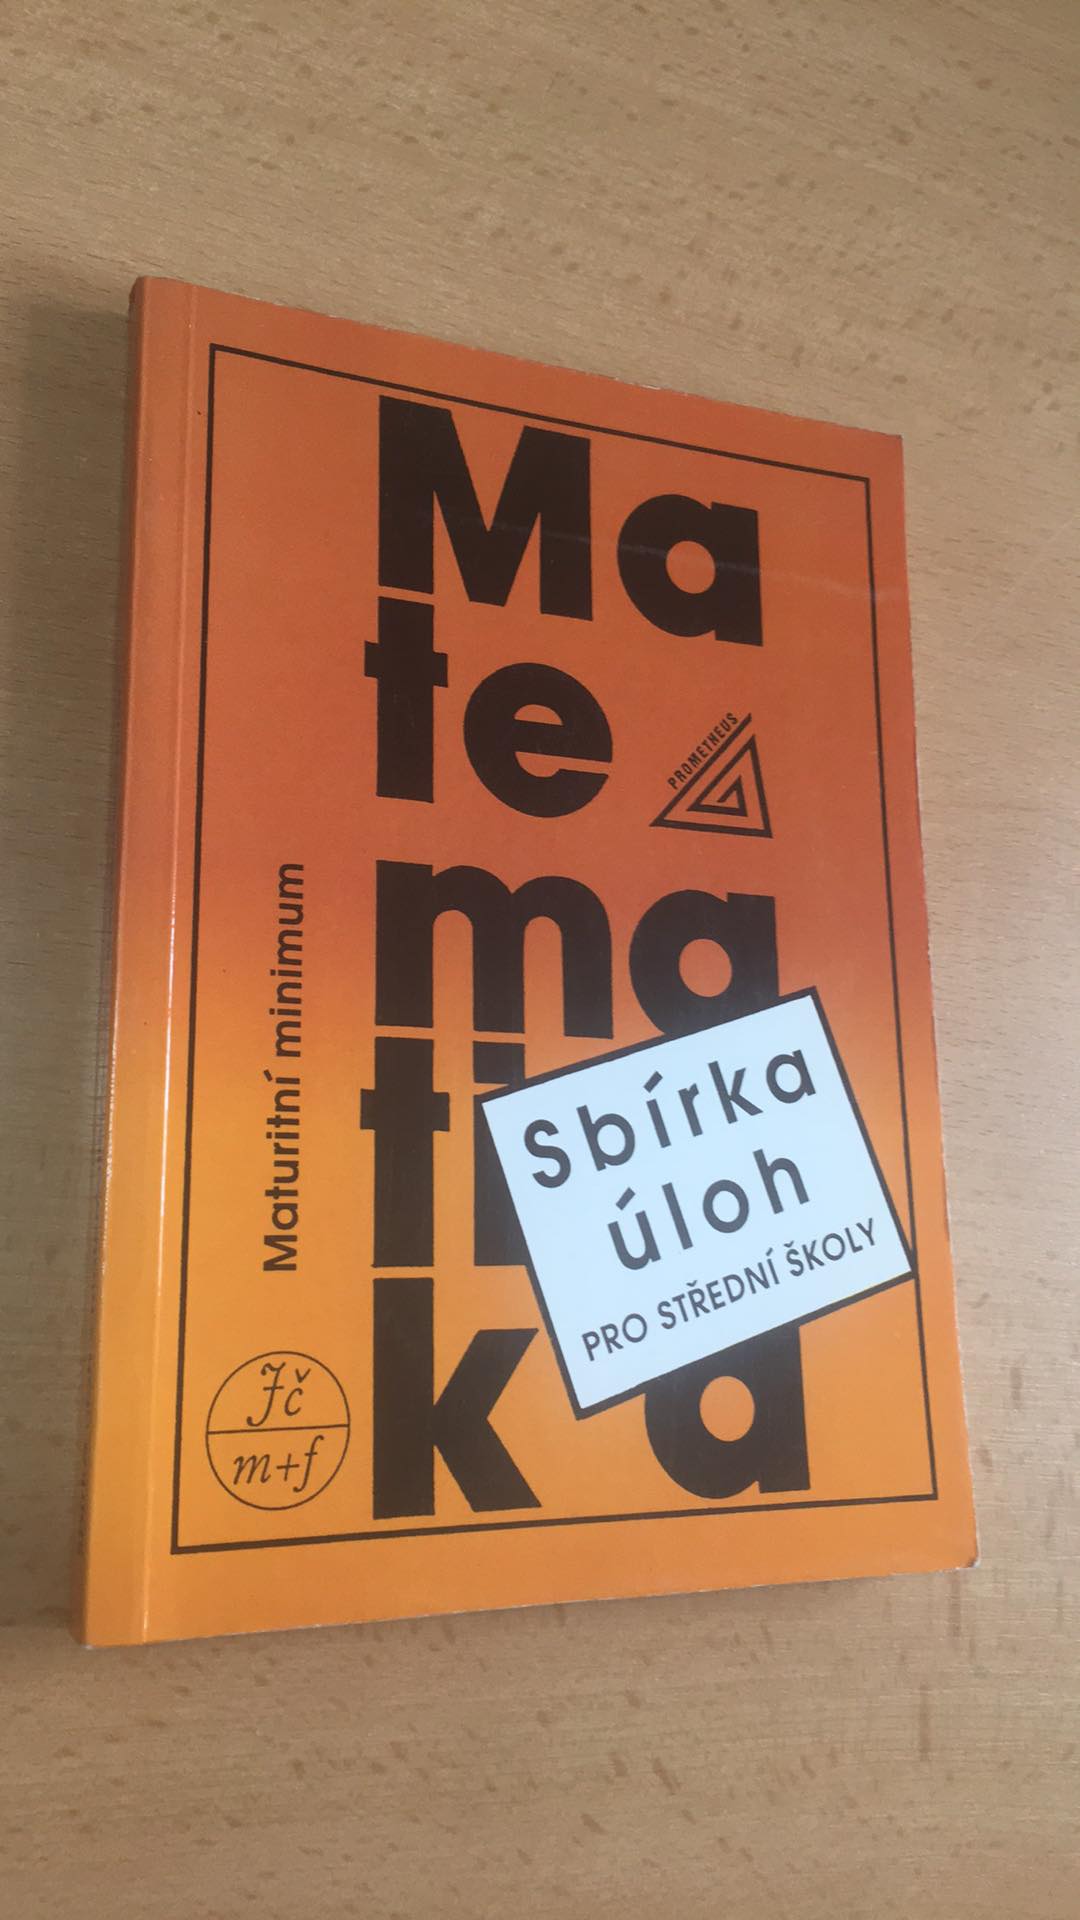 Ma
te
PROMETHEUS
ma
ti
ka
Maturitní minimum
Sbírka
úloh
PRO STŘEDNÍ ŠKOLY
Jč
m+f